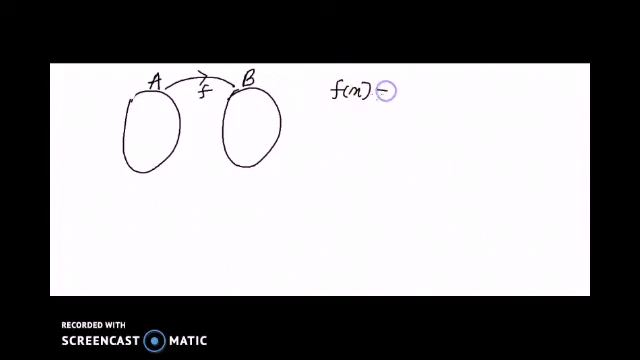 A B
f
f(x) =
RECORDED WITH
SCREENCAST MATIC